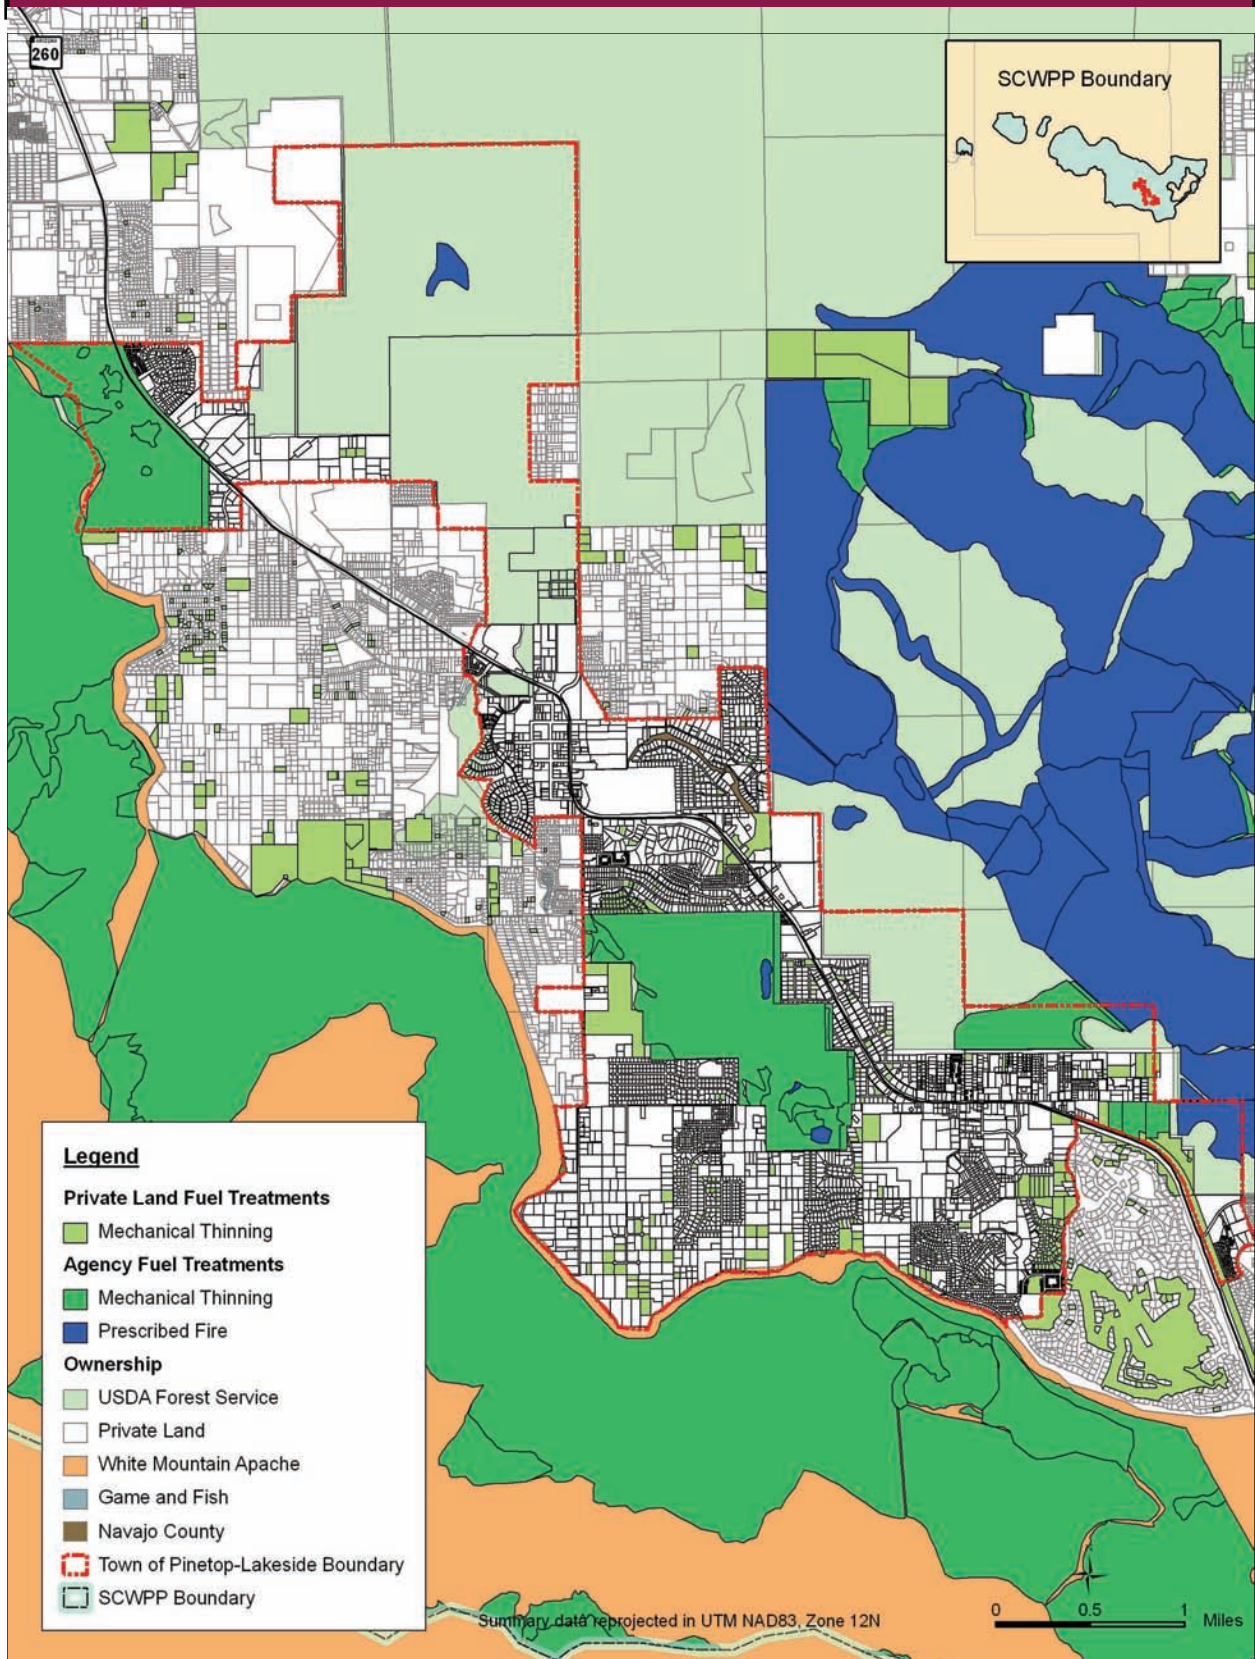 ARIZONA
260
SCWPP Boundary
Legend
Private Land Fuel Treatments
Mechanical Thinning
Agency Fuel Treatments
Mechanical Thinning
Prescribed Fire
Ownership
USDA Forest Service
Private Land
White Mountain Apache
Game and Fish
Navajo County
Town of Pinetop-Lakeside Boundary
SCWPP Boundary
Summary data reprojected in UTM NAD83, Zone 12N
0 0.5 1
Miles